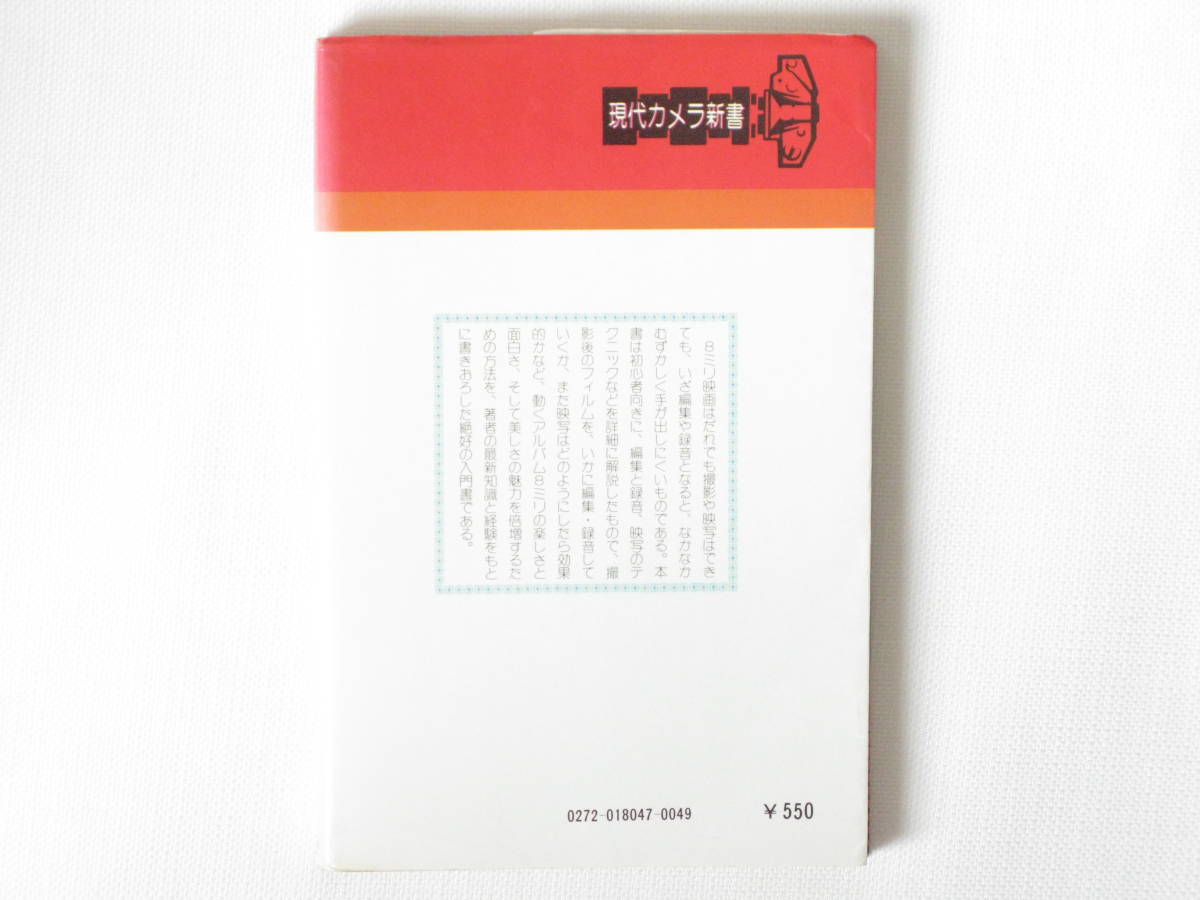 現代カメラ新書
8ミリ映画はだれでも撮影や映写はでき
ても、いざ編集や録音となると、なかなか
むずかしく手が出しにくいものである。本
書は初心者向きに、編集と録音、映写のテ
クニックなどを詳細に解説したもので、撮
影後のフィルムを、いかに編集・録音して
いくか、また映写はどのようにしたら効果
的かなど、動くアルバム8ミリの楽しさと
面白さ、そして美しさの魅力を倍増するた
めの方法を、著者の最新知識と経験をもと
に書きおろした絶好の入門書である。
0272-018047-0049
¥ 550